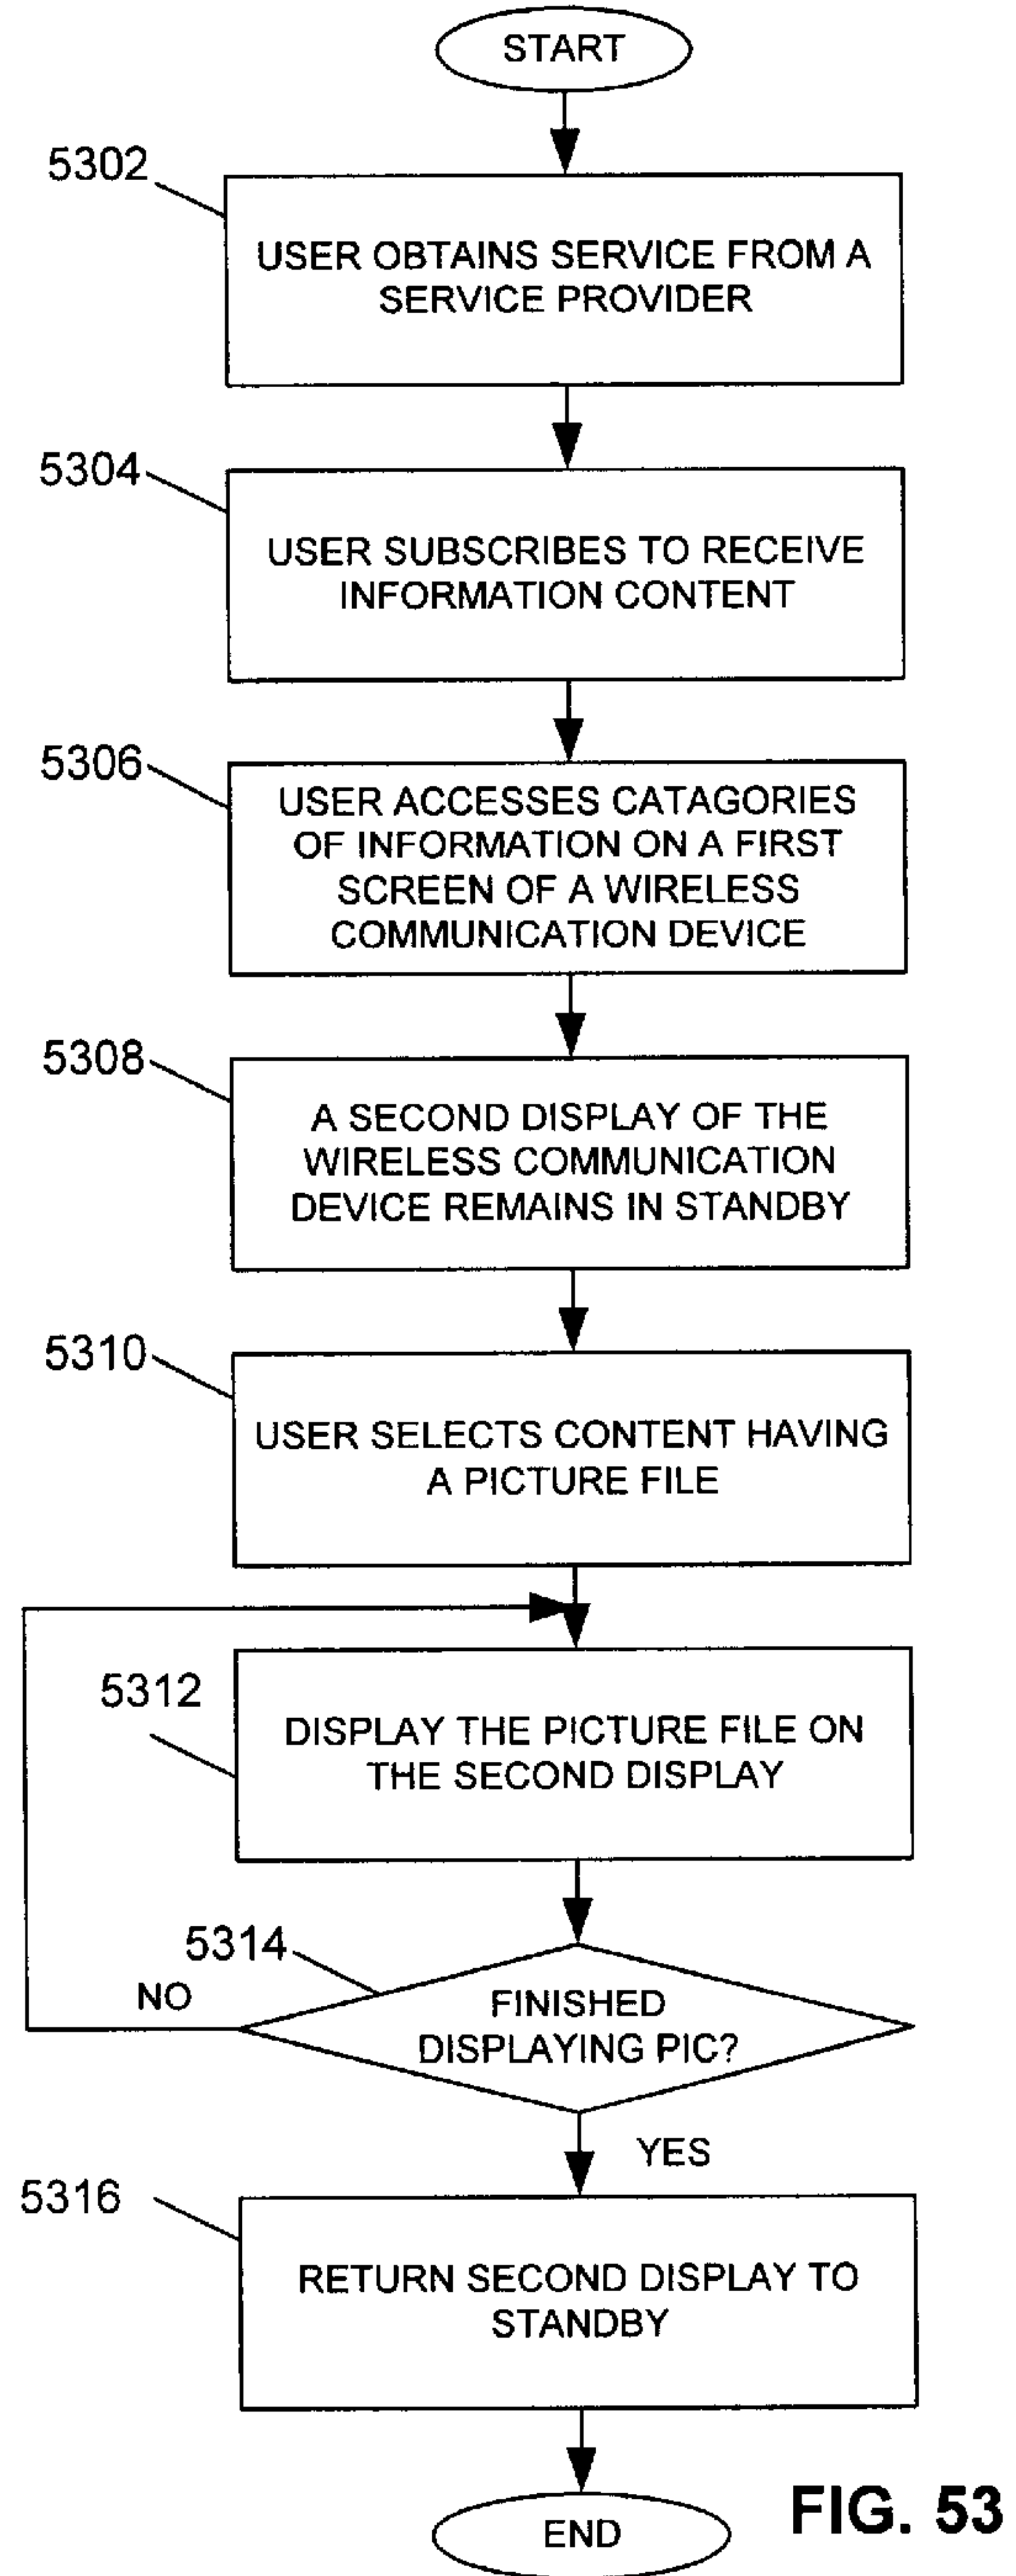 START
5302
USER OBTAINS SERVICE FROM A
SERVICE PROVIDER
5304
USER SUBSCRIBES TO RECEIVE
INFORMATION CONTENT
5306
USER ACCESSES CATAGORIES
OF INFORMATION ON A FIRST
SCREEN OF A WIRELESS
COMMUNICATION DEVICE
5308
A SECOND DISPLAY OF THE
WIRELESS COMMUNICATION
DEVICE REMAINS IN STANDBY
5310
USER SELECTS CONTENT HAVING
A PICTURE FILE
5312
DISPLAY THE PICTURE FILE ON
THE SECOND DISPLAY
5314
NO
FINISHED
DISPLAYING PIC?
YES
5316
RETURN SECOND DISPLAY TO
STANDBY
END
FIG. 53